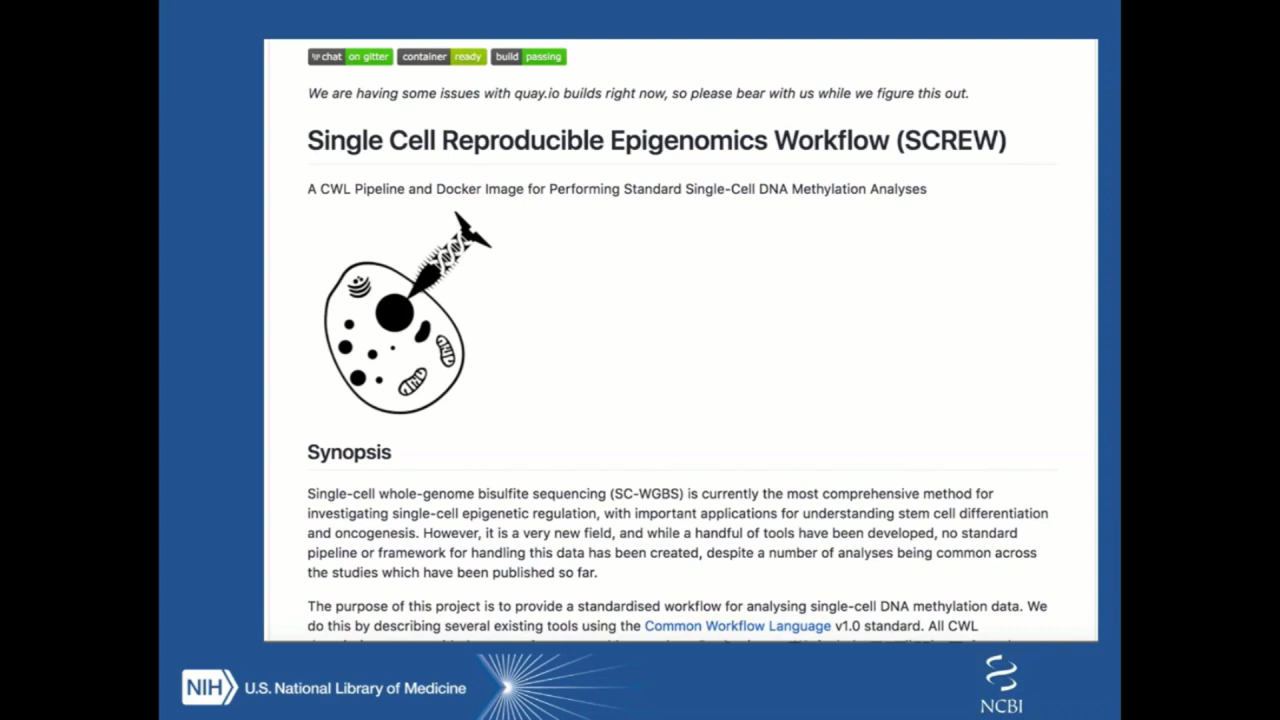 chat on gitter container ready build passing
We are having some issues with quay.io builds right now, so please bear with us while we figure this out.
Single Cell Reproducible Epigenomics Workflow (SCREW)
A CWL Pipeline and Docker Image for Performing Standard Single-Cell DNA Methylation Analyses
Synopsis
Single-cell whole-genome bisulfite sequencing (SC-WGBS) is currently the most comprehensive method for
investigating single-cell epigenetic regulation, with important applications for understanding stem cell differentiation
and oncogenesis. However, it is a very new field, and while a handful of tools have been developed, no standard
pipeline or framework for handling this data has been created, despite a number of analyses being common across
the studies which have been published so far.
The purpose of this project is to provide a standardised workflow for analysing single-cell DNA methylation data. We
do this by describing several existing tools using the Common Workflow Language v1.0 standard. All CWL
NIH U.S. National Library of Medicine
NCBI